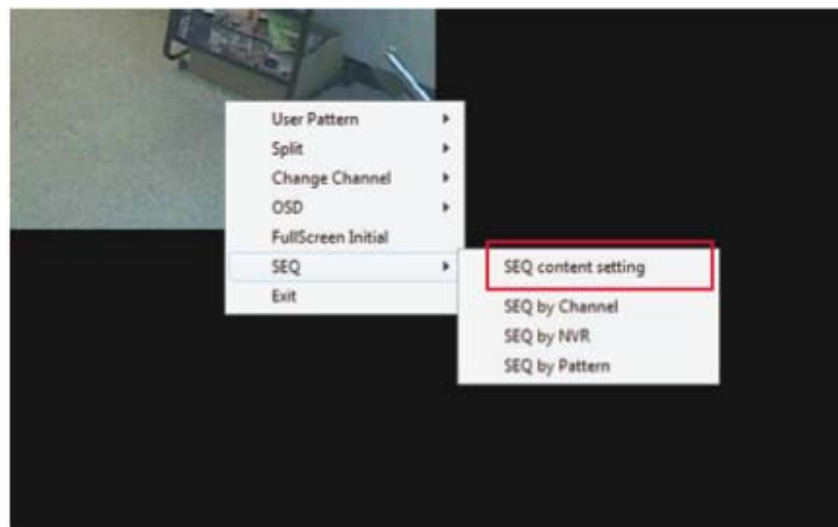 User Pattern
Split
Change Channel
OSD
FullScreen Initial
SEQ
Exit
SEQ content setting
SEQ by Channel
SEQ by NVR
SEQ by Pattern